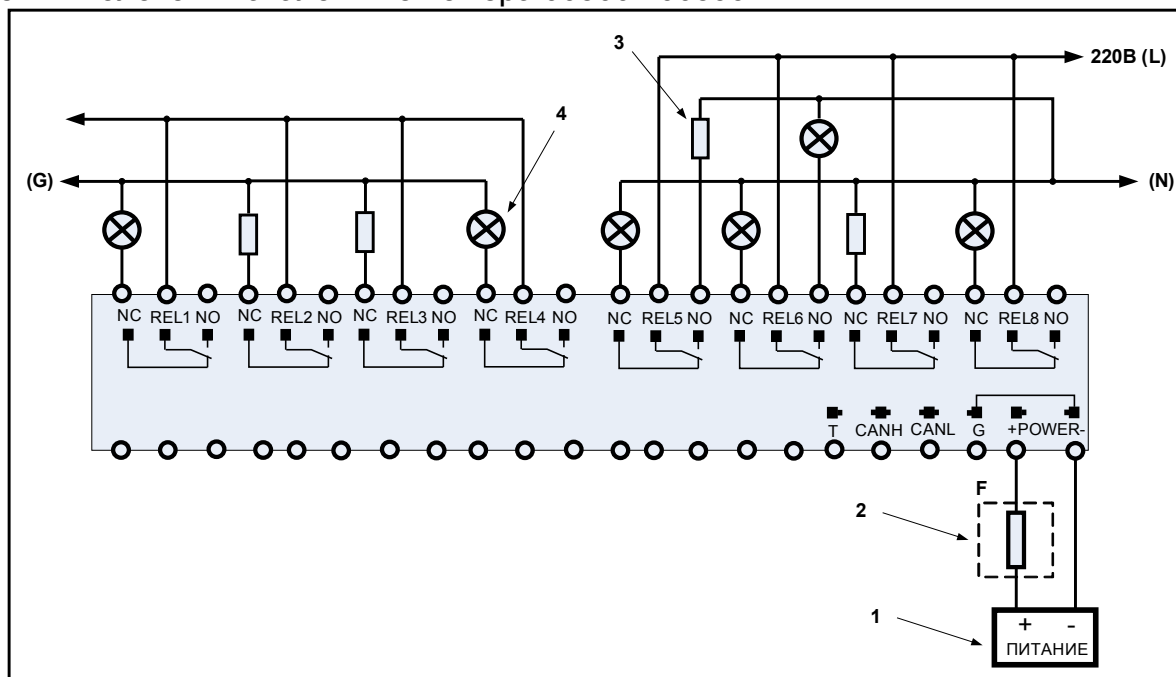 3
220В (L)
4
(G)
(N)
NC REL1 NO NC REL2 NO NC REL3 NO NC REL4 NO NC REL5 NO NC REL6 NO NC REL7 NO NC REL8 NO
T CANH CANL G +POWER-
F
2
1
+ -
ПИТАНИЕ